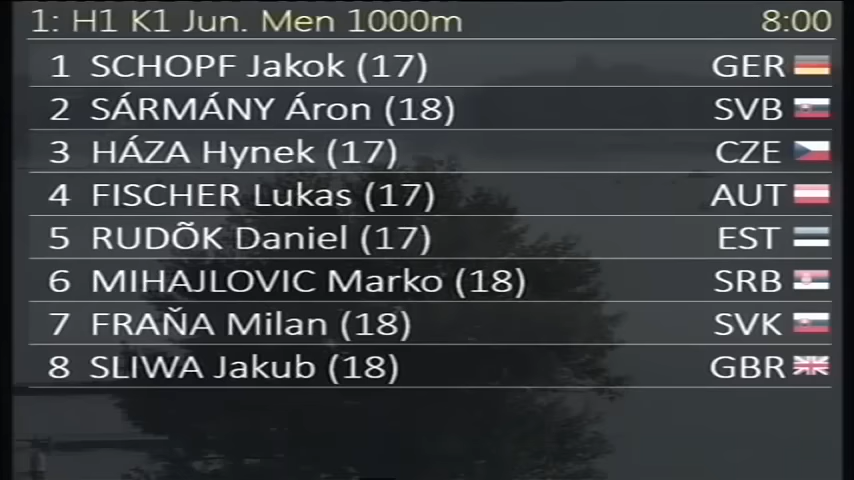 1: H1 K1 Jun. Men 1000m 8:00
1 SCHOPF Jakok (17) GER
2 SÁRMÁNY Áron (18) SVB
3 HÁZA Hynek (17) CZE
4 FISCHER Lukas (17) AUT
5 RUDÕK Daniel (17) EST
6 MIHAJLOVIC Marko (18) SRB
7 FRAŇA Milan (18) SVK
8 SLIWA Jakub (18) GBR